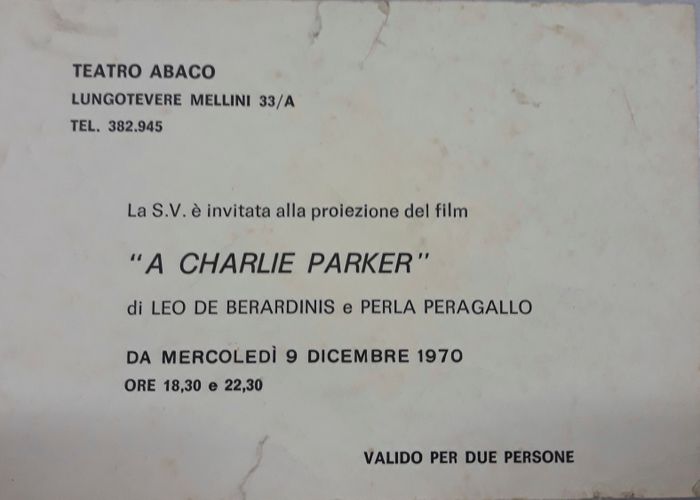 TEATRO ABACO
LUNGOTEVERE MELLINI 33/A
TEL. 382.945
La S.V. è invitata alla proiezione del film
"A CHARLIE PARKER"
di LEO DE BERARDINIS e PERLA PERAGALLO
DA MERCOLEDÌ 9 DICEMBRE 1970
ORE 18,30 e 22,30
VALIDO PER DUE PERSONE